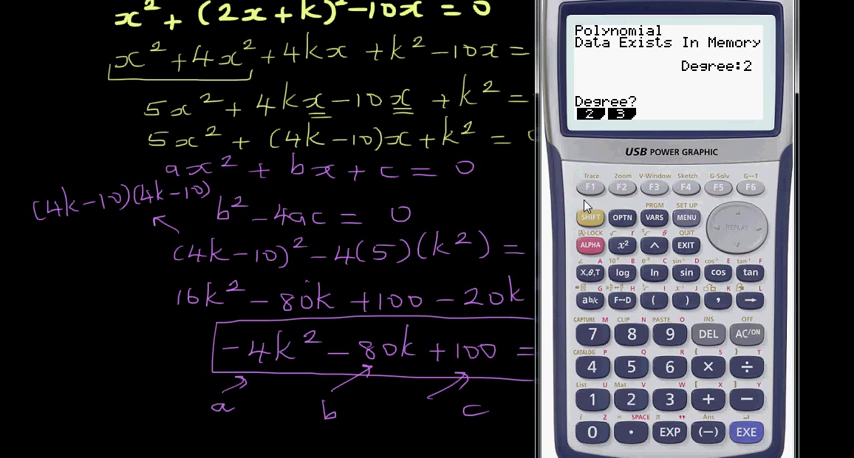 x² + (2x + k)² - 10x = 0
x² + 4x² + 4kx + k² - 10x =
5x² + 4kx - 10x + k² =
5x² + (4k - 10)x + k² =
ax² + bx + c = 0
(4k - 10)(4k - 10)
b² - 4ac = 0
(4k - 10)² - 4(5)(k²) =
16k² - 80k + 100 - 20k
-4k² - 80k + 100 =
a b c
Polynomial
Data Exists In Memory
Degree:2
Degree?
2 3
USB POWER GRAPHIC
Trace Zoom V-Window Sketch G-Solv G↔T
F1 F2 F3 F4 F5 F6
PRGM SET UP
SHIFT OPTN VARS MENU REPLAY
A-LOCK QUIT
ALPHA x² ^ EXIT
X,θ,T log ln sin cos tan
ab/c F↔D ( ) , →
CAPTURE CLIP PASTE INS OFF
7 8 9 DEL AC/ON
CATALOG
4 5 6 × ÷
List Mat
1 2 3 + −
SPACE Ans
0 . EXP (−) EXE